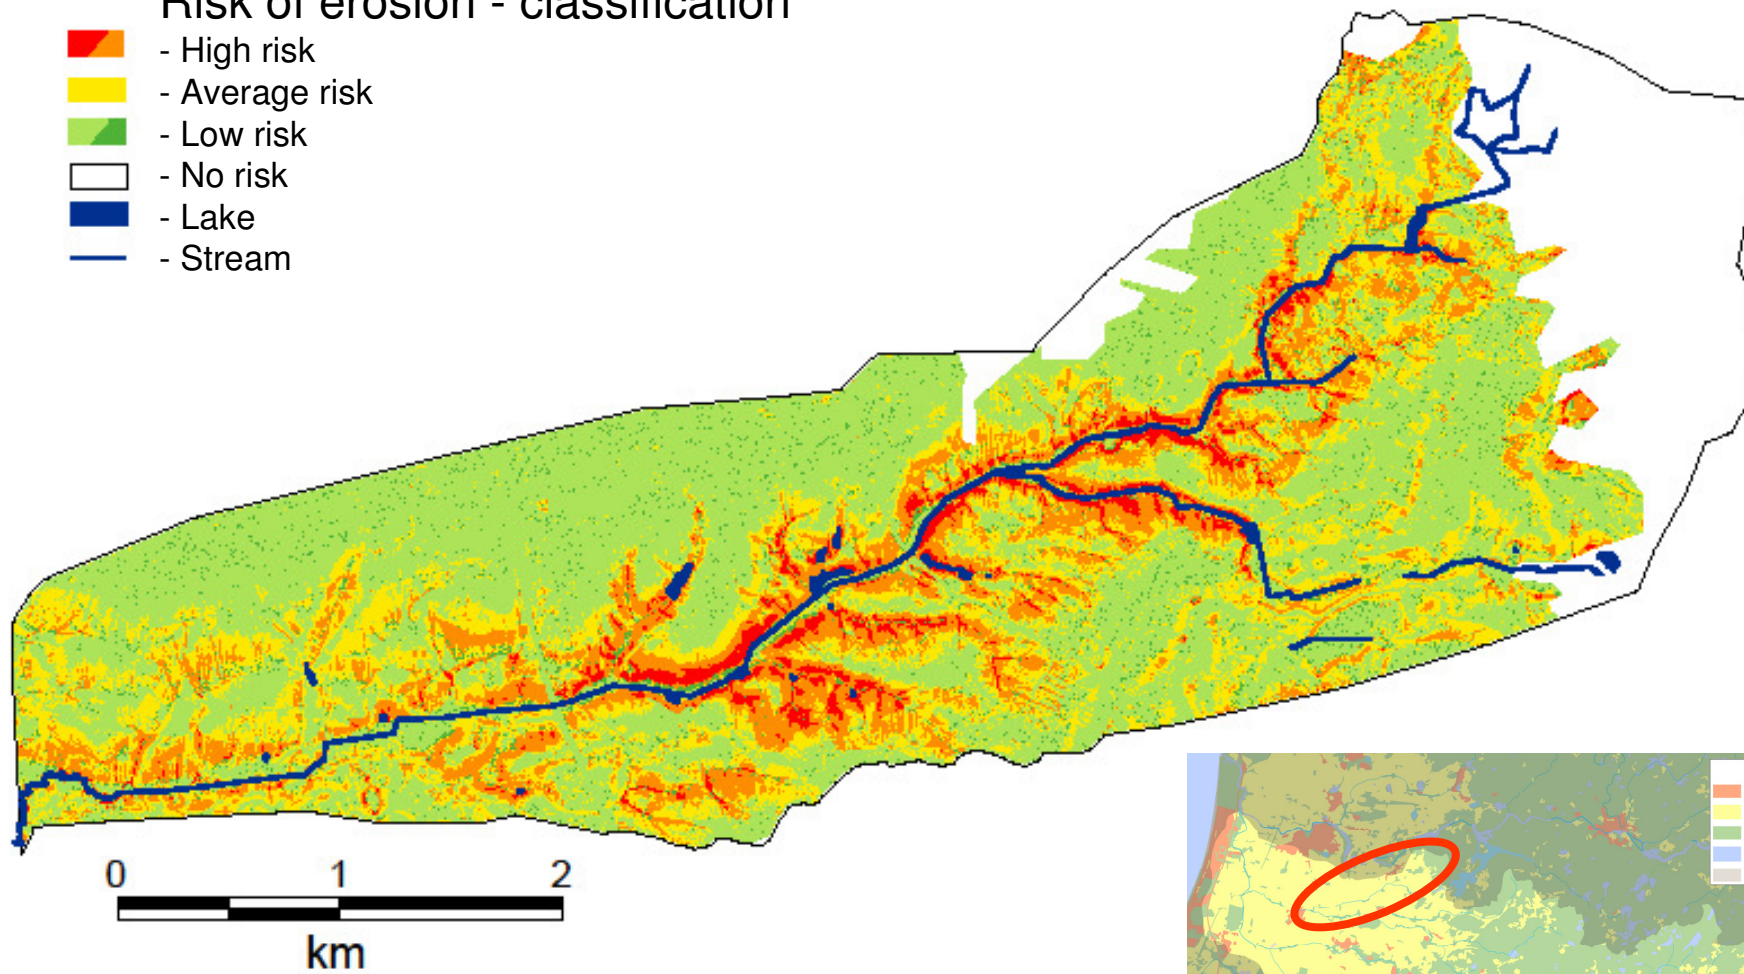 Risk of erosion - classification
- High risk
- Average risk
- Low risk
- No risk
- Lake
- Stream
0 1 2
km